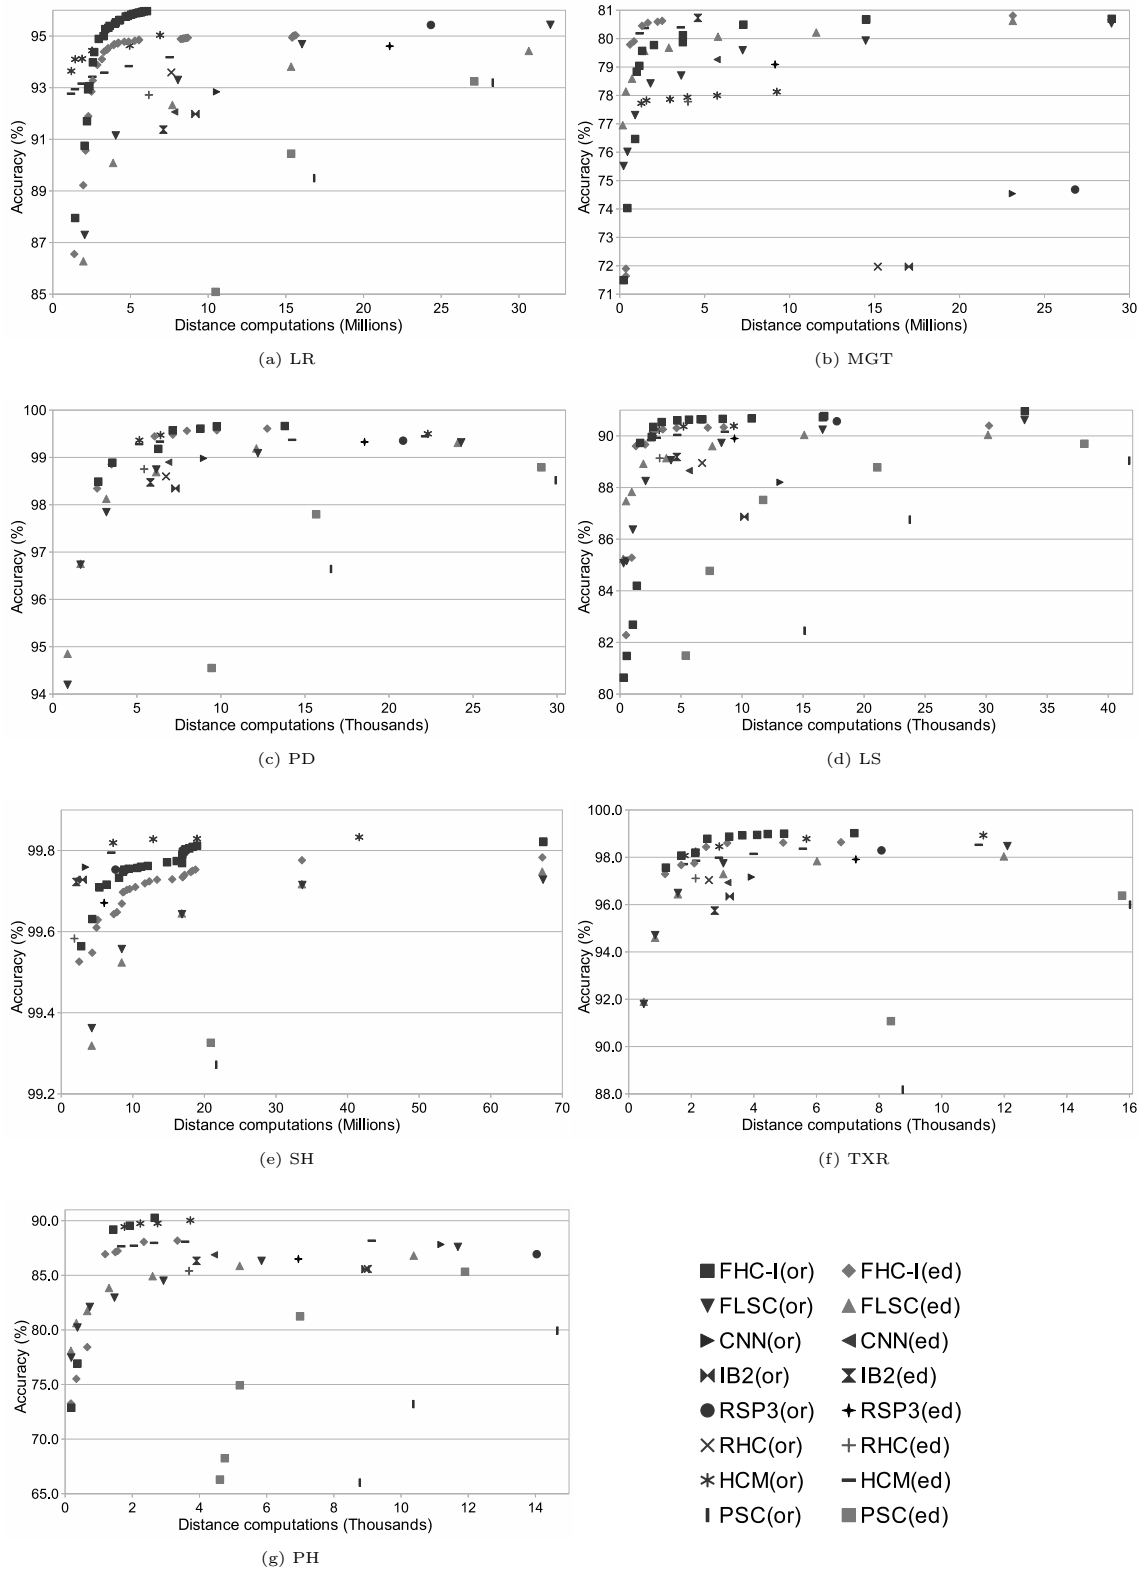 96
95
93
91
89
87
85
0 5 10 15 20 25 30
Accuracy (%)
Distance computations (Millions)
(a) LR
81
80
79
78
77
76
75
74
73
72
71
0 5 10 15 20 25 30
Accuracy (%)
Distance computations (Millions)
(b) MGT
100
99
98
97
96
95
94
0 5 10 15 20 25 30
Accuracy (%)
Distance computations (Thousands)
(c) PD
90
88
86
84
82
80
0 5 10 15 20 25 30 35 40
Accuracy (%)
Distance computations (Thousands)
(d) LS
99.8
99.6
99.4
99.2
0 10 20 30 40 50 60 70
Accuracy (%)
Distance computations (Millions)
(e) SH
100.0
98.0
96.0
94.0
92.0
90.0
88.0
0 2 4 6 8 10 12 14 16
Accuracy (%)
Distance computations (Thousands)
(f) TXR
90.0
85.0
80.0
75.0
70.0
65.0
0 2 4 6 8 10 12 14
Accuracy (%)
Distance computations (Thousands)
(g) PH
FHC-I(or) FHC-I(ed)
FLSC(or) FLSC(ed)
CNN(or) CNN(ed)
IB2(or) IB2(ed)
RSP3(or) RSP3(ed)
RHC(or) RHC(ed)
HCM(or) HCM(ed)
PSC(or) PSC(ed)